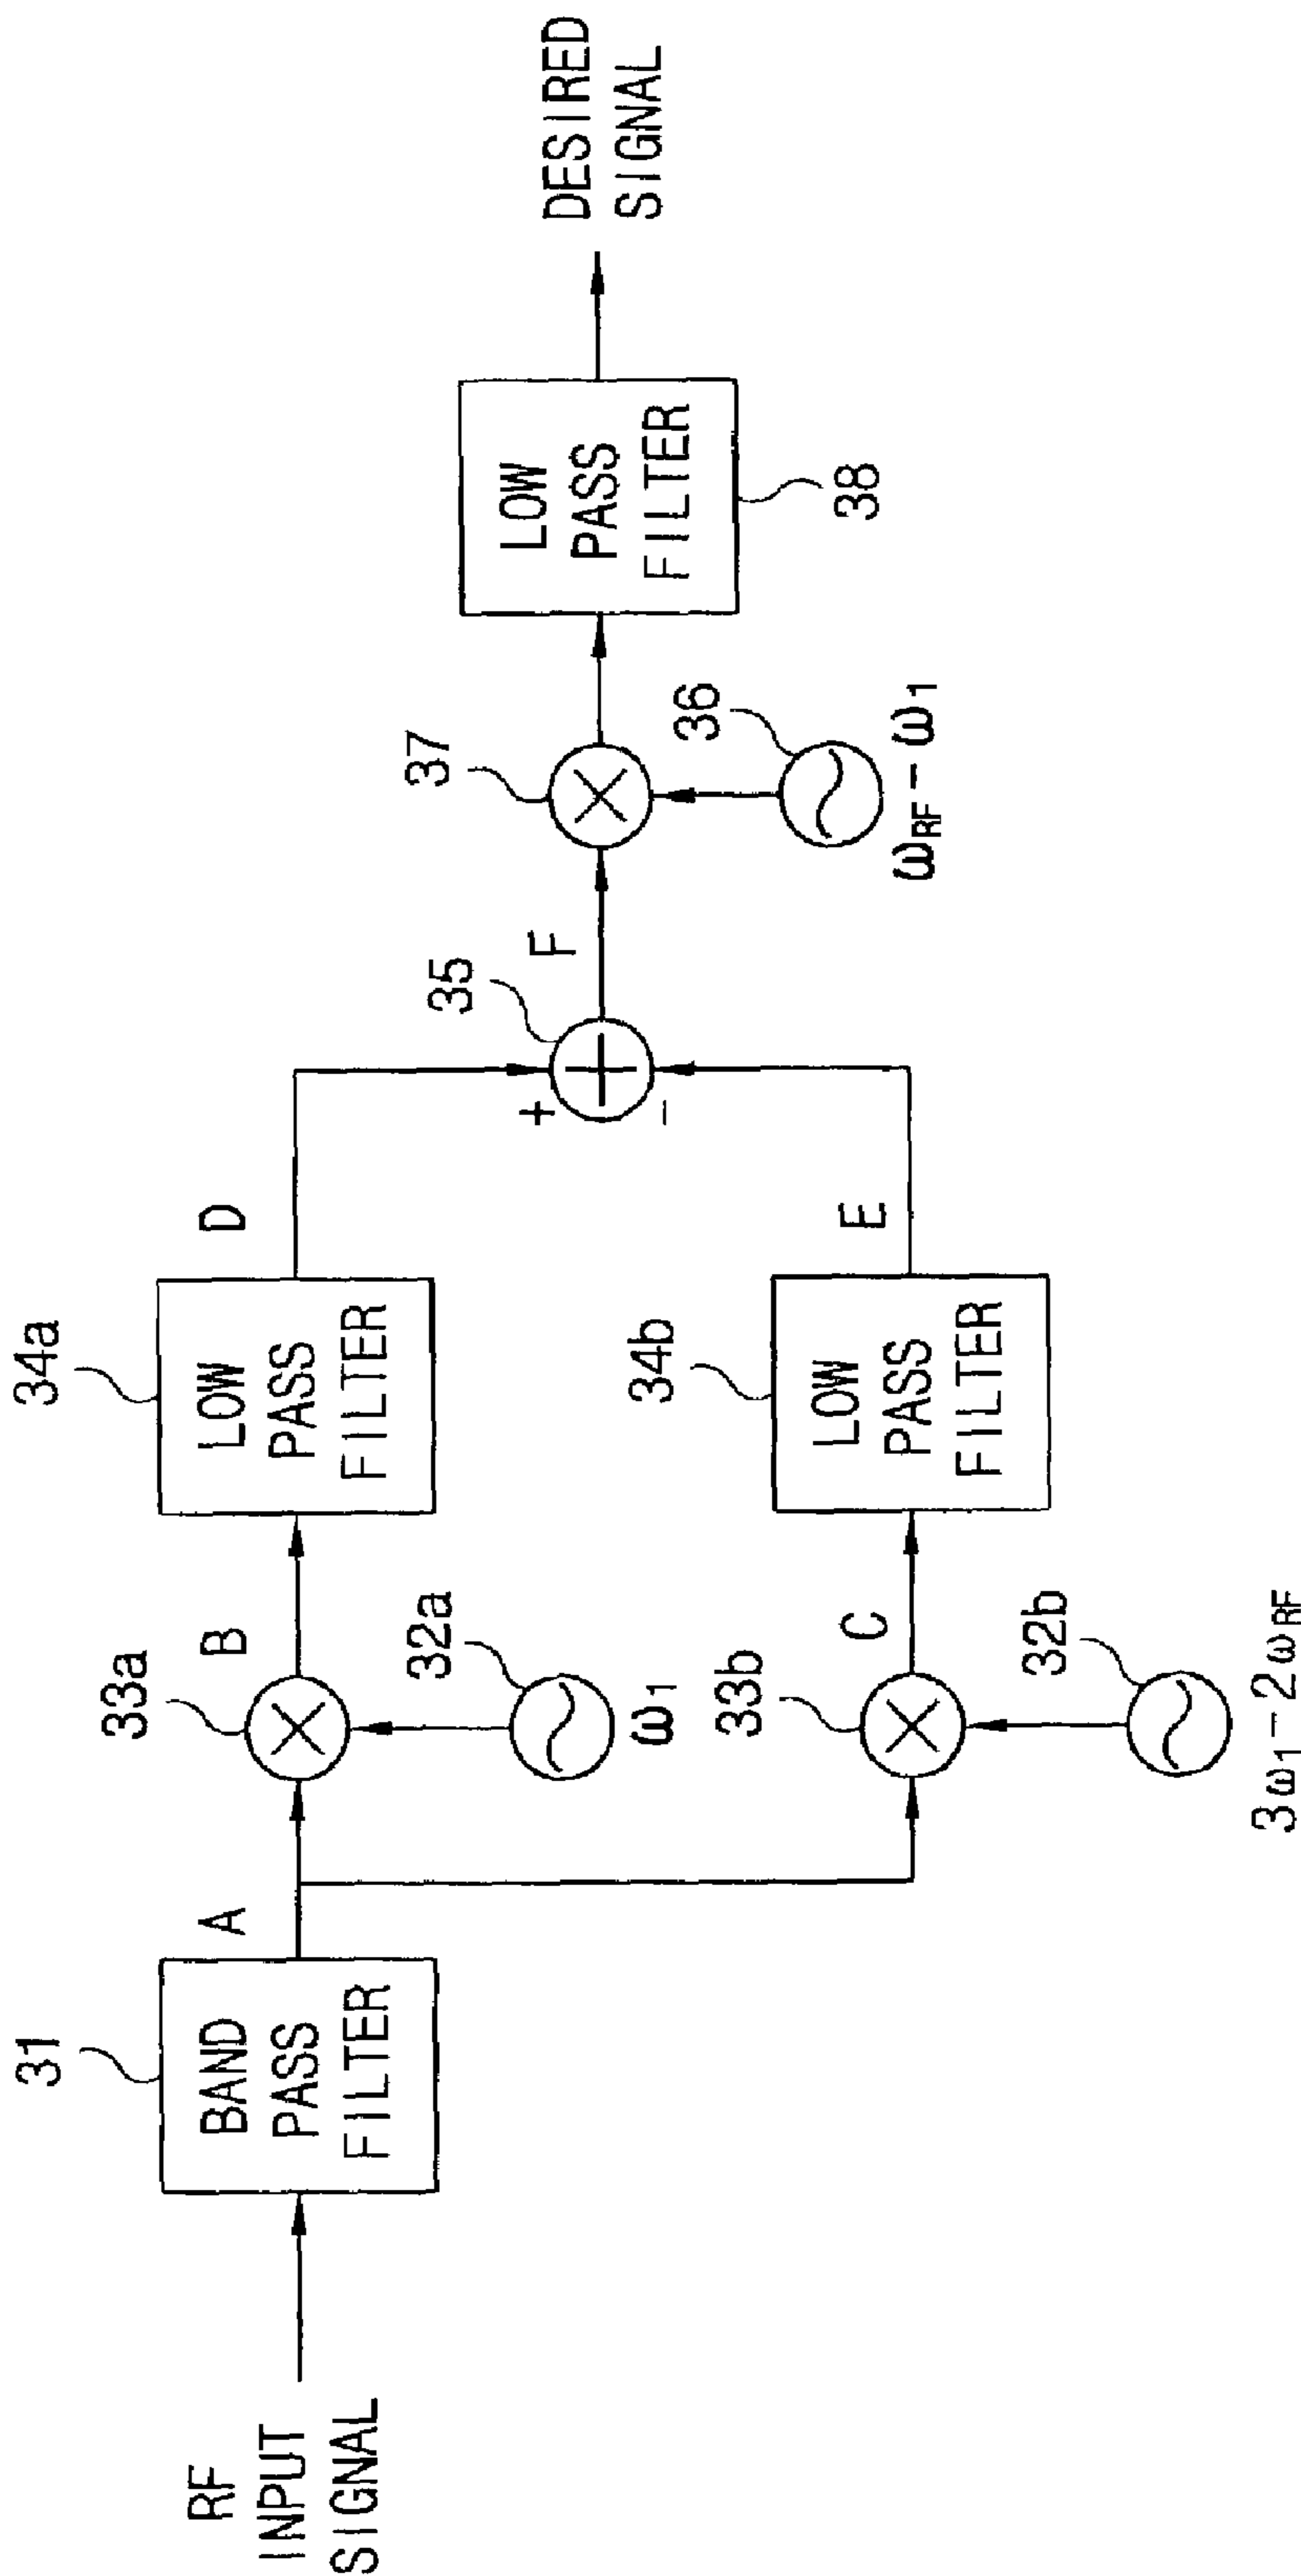 RF
INPUT
SIGNAL
31
BAND
PASS
FILTER
A
33a
B
32a
ω1
34a
LOW
PASS
FILTER
D
33b
C
32b
3ω1-2ωRF
34b
LOW
PASS
FILTER
E
35
+
-
F
37
36
ωRF-ω1
LOW
PASS
FILTER
38
DESIRED
SIGNAL